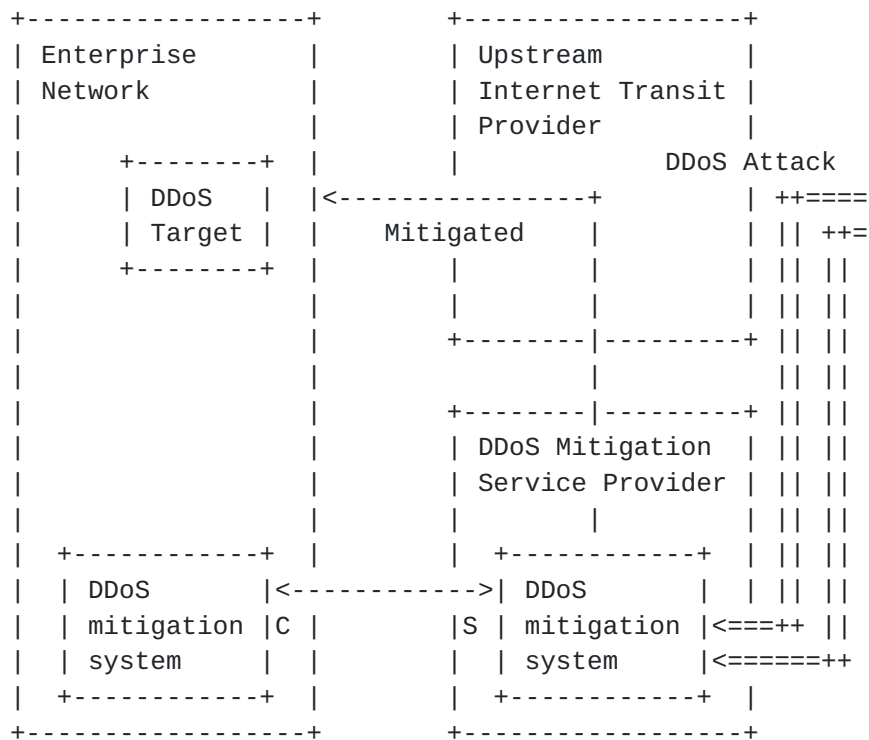 +------------------+         +------------------+
| Enterprise       |         | Upstream         |
| Network          |         | Internet Transit |
|                  |         | Provider         |
|      +--------+  |         |             DDoS Attack
|      | DDoS   |  |<----------------+         | ++====
|      | Target |  |    Mitigated    |         | || ++=
|      +--------+  |         |        |         | || ||
|                  |         |        |         | || ||
|                  |         +--------|---------+ || ||
|                  |                  |           || ||
|                  |         +--------|---------+ || ||
|                  |         | DDoS Mitigation  | || ||
|                  |         | Service Provider | || ||
|                  |         |        |         | || ||
|  +------------+  |         |  +------------+  | || ||
|  | DDoS       |<------------>| DDoS       |  | || ||
|  | mitigation |C |        |S | mitigation |<===++ ||
|  | system     |  |        |  | system     |<======++
|  +------------+  |         |  +------------+  |
+------------------+         +------------------+